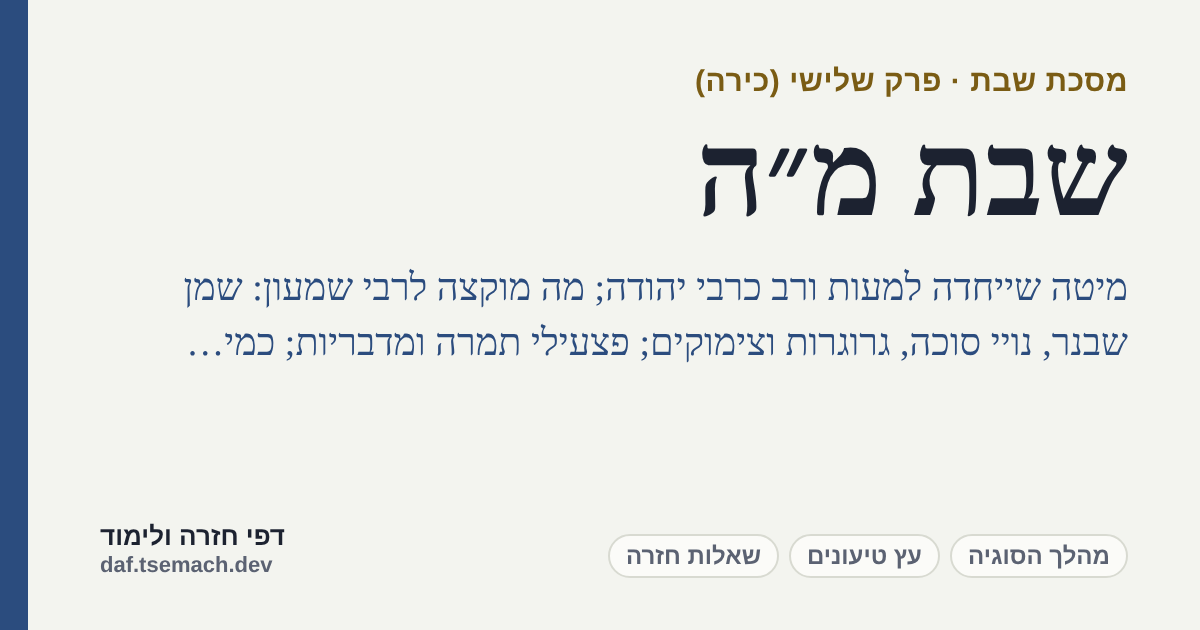 מסכת שבת · פרק שלישי (כירה)
שבת מ״ה
מיטה שייחדה למעות ורב כרבי יהודה; מה מוקצה לרבי שמעון: שמן
שבנר, נויי סוכה, גרוגרות וצימוקים; פצעילי תמרה ומדבריות; כמי…
מהלך הסוגיה
עץ טיעונים
שאלות חזרה
דפי חזרה ולימוד
daf.tsemach.dev